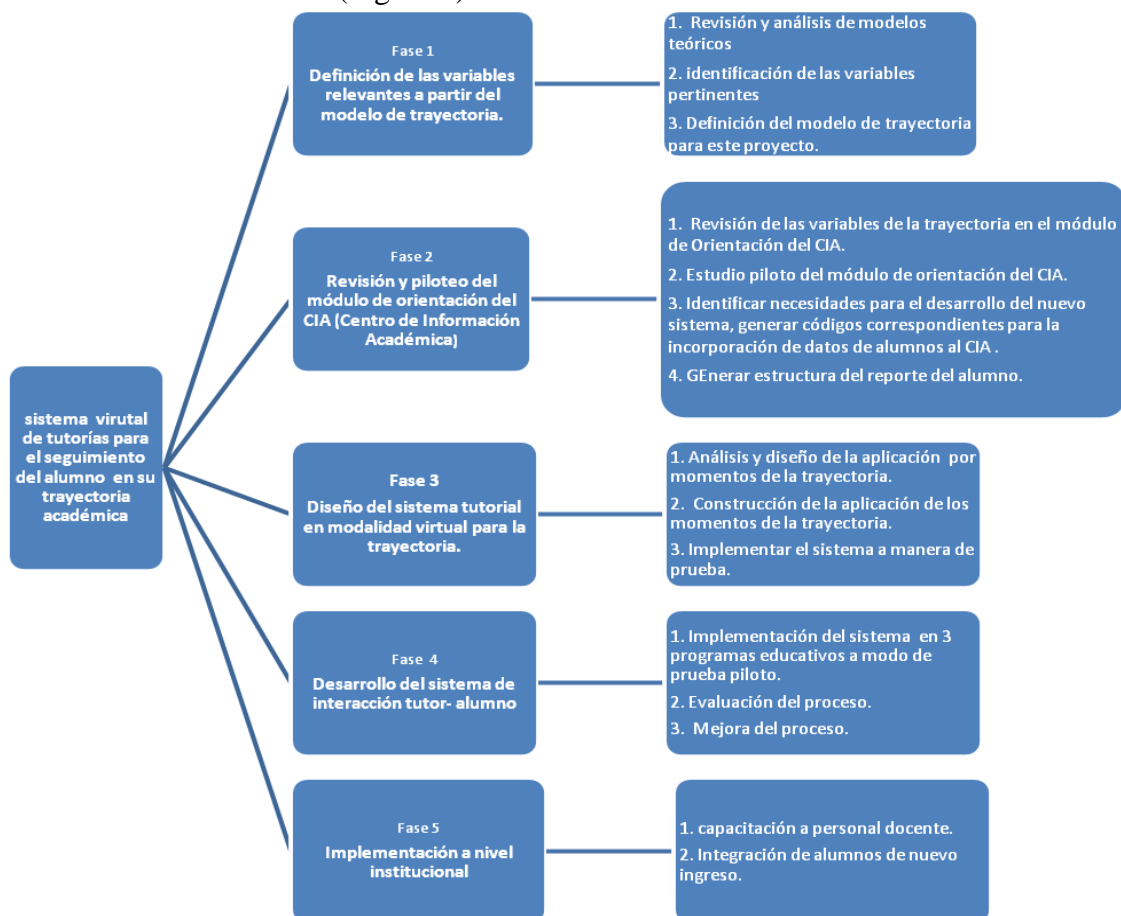 Fase 1
Definición de las variables
relevantes a partir del
modelo de trayectoria.
1. Revisión y análisis de modelos
teóricos
2. identificación de las variables
pertinentes
3. Definición del modelo de trayectoria
para este proyecto.
Fase 2
Revisión y piloteo del
módulo de orientación del
CIA (Centro de Información
Académica)
1. Revisión de las variables de la trayectoria en el módulo
de Orientación del CIA.
2. Estudio piloto del módulo de orientación del CIA.
3. Identificar necesidades para el desarrollo del nuevo
sistema, generar códigos correspondientes para la
incorporación de datos de alumnos al CIA .
4. GEnerar estructura del reporte del alumno.
sistema virutal
de tutorías para
el seguimiento
del alumno en su
trayectoria
académica
Fase 3
Diseño del sistema tutorial
en modalidad virtual para la
trayectoria.
1. Análisis y diseño de la aplicación por
momentos de la trayectoria.
2. Construcción de la aplicación de los
momentos de la trayectoria.
3. Implementar el sistema a manera de
prueba.
Fase 4
Desarrollo del sistema de
interacción tutor- alumno
1. Implementación del sistema en 3
programas educativos a modo de
prueba piloto.
2. Evaluación del proceso.
3. Mejora del proceso.
Fase 5
Implementación a nivel
institucional
1. capacitación a personal docente.
2. Integración de alumnos de nuevo
ingreso.